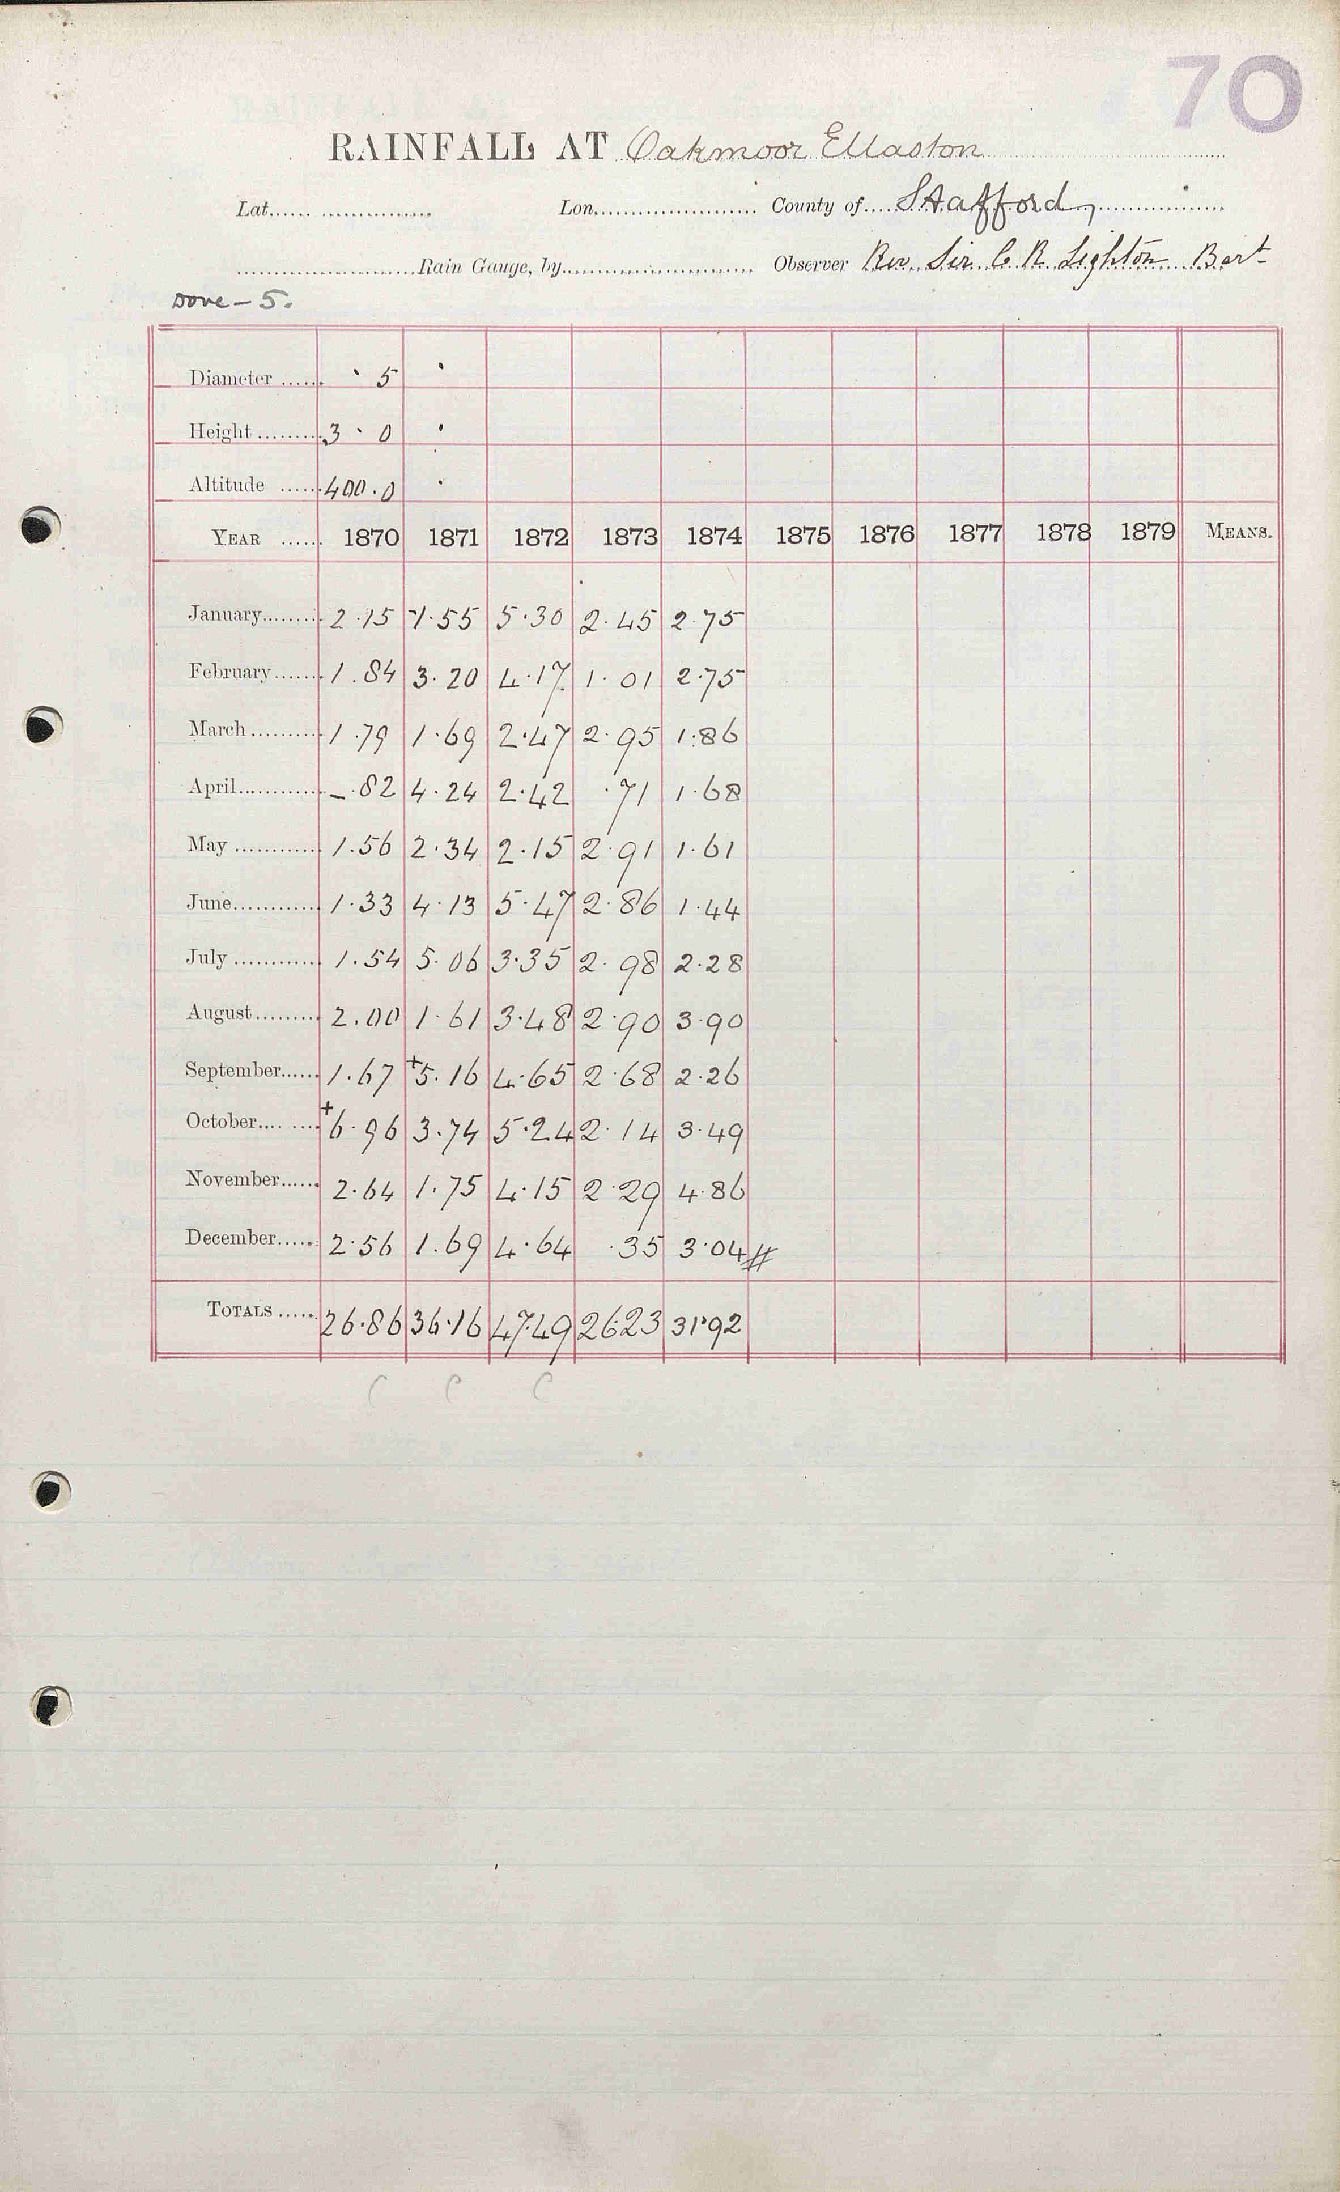 70
RAINFALL AT Oakmoor Ellaston
Lat. Lon. County of Stafford
Rain Gauge, by Observer Rev. Sir C R Lighton Bart
Dove - 5.
Diameter · 5 ·
Height 3 · 0 ·
Altitude 400.0 ·
YEAR 1870 1871 1872 1873 1874 1875 1876 1877 1878 1879 MEANS.
January 2.15 1.55 5.30 2.45 2.75
February 1.84 3.20 4.17 1.01 2.75
March 1.79 1.69 2.47 2.95 1.86
April -.82 4.24 2.42 .71 1.68
May 1.56 2.34 2.15 2.91 1.61
June 1.33 4.13 5.47 2.86 1.44
July 1.54 5.06 3.35 2.98 2.28
August 2.00 1.61 3.48 2.90 3.90
September 1.67 +5.16 4.65 2.68 2.26
October +6.96 3.74 5.24 2.14 3.49
November 2.64 1.75 4.15 2.29 4.86
December 2.56 1.69 4.64 .35 3.04 #
TOTALS 26.86 36.16 47.49 26.23 31.92
C C C